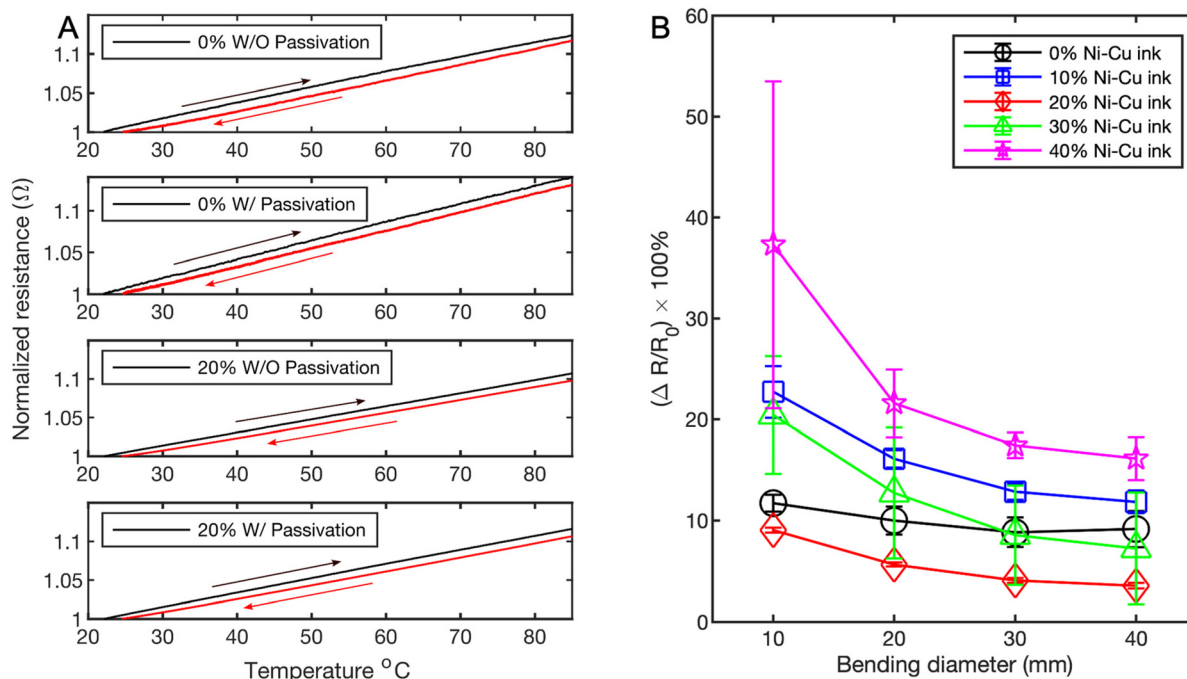 A
0% W/O Passivation
1.1
1.05
1
20 30 40 50 60 70 80
0% W/ Passivation
1.1
1.05
1
20 30 40 50 60 70 80
20% W/O Passivation
1.1
1.05
1
20 30 40 50 60 70 80
20% W/ Passivation
1.1
1.05
1
20 30 40 50 60 70 80
Normalized resistance (Ω)
Temperature °C
B
60
50
40
30
20
10
0
(Δ R/R₀) × 100%
0% Ni-Cu ink
10% Ni-Cu ink
20% Ni-Cu ink
30% Ni-Cu ink
40% Ni-Cu ink
10 20 30 40
Bending diameter (mm)